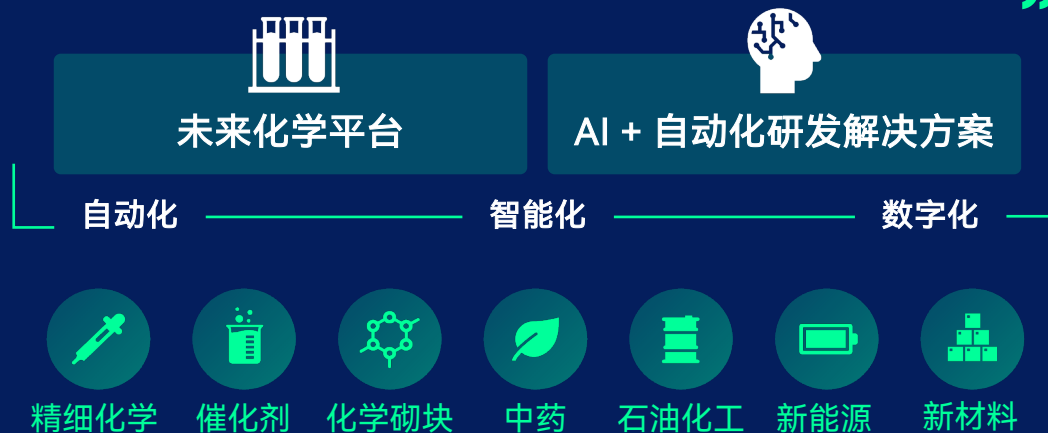 未来化学平台
AI + 自动化研发解决方案
自动化
智能化
数字化
精细化学
催化剂
化学砌块
中药
石油化工
新能源
新材料